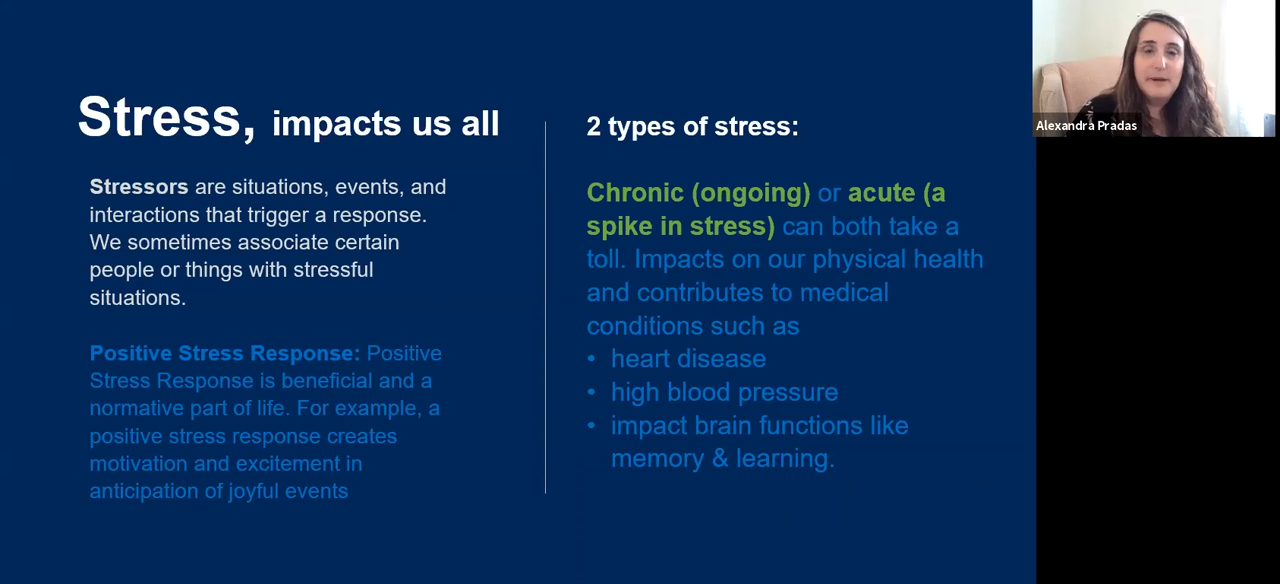 Stress, impacts us all
Stressors are situations, events, and
interactions that trigger a response.
We sometimes associate certain
people or things with stressful
situations.
Positive Stress Response: Positive
Stress Response is beneficial and a
normative part of life. For example, a
positive stress response creates
motivation and excitement in
anticipation of joyful events
2 types of stress:
Chronic (ongoing) or acute (a
spike in stress) can both take a
toll. Impacts on our physical health
and contributes to medical
conditions such as
• heart disease
• high blood pressure
• impact brain functions like
memory & learning.
Alexandra Pradas